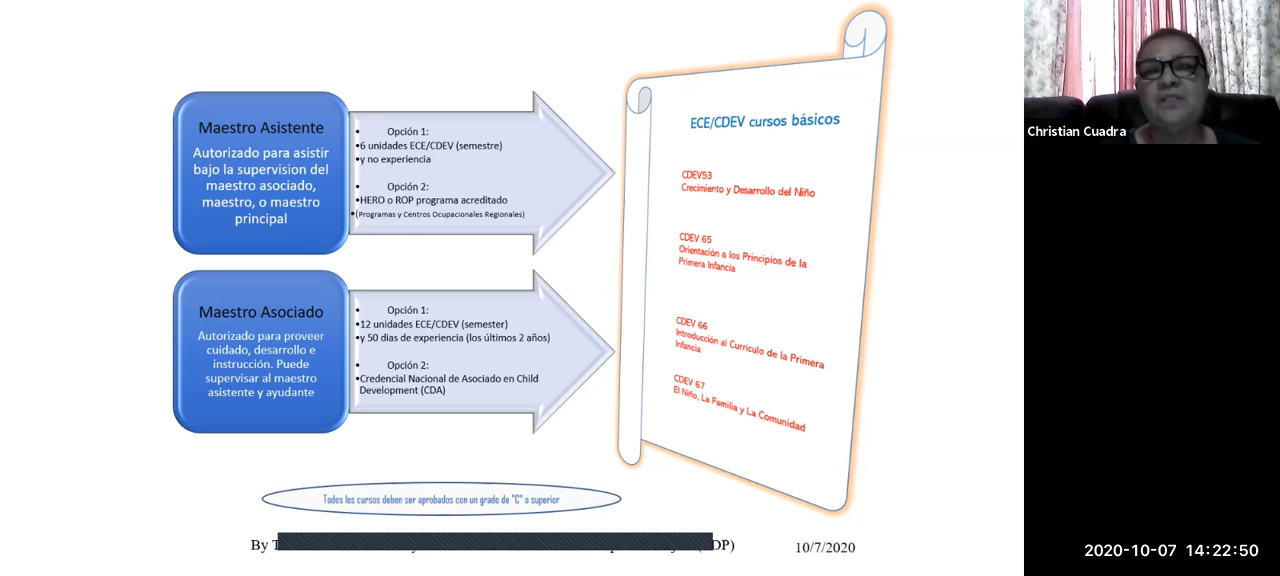 Maestro Asistente
Autorizado para asistir
bajo la supervision del
maestro asociado,
maestro, o maestro
principal
• Opción 1:
•6 unidades ECE/CDEV (semestre)
•y no experiencia
• Opción 2:
•HERO o ROP programa acreditado
•(Programas y Centros Ocupacionales Regionales)
Maestro Asociado
Autorizado para proveer
cuidado, desarrollo e
instrucción. Puede
supervisar al maestro
asistente y ayudante
• Opción 1:
•12 unidades ECE/CDEV (semester)
•y 50 dias de experiencia (los últimos 2 años)
• Opción 2:
•Credencial Nacional de Asociado en Child
Development (CDA)
ECE/CDEV cursos básicos
CDEV53
Crecimiento y Desarrollo del Niño
CDEV 65
Orientación a los Principios de la
Primera Infancia
CDEV 66
Introducción al Curriculo de la Primera
Infancia
CDEV 67
El Niño, La Familia y La Comunidad
Todos los cursos deben ser aprobados con un grado de "C" o superior
By
10/7/2020
Christian Cuadra
2020-10-07 14:22:50